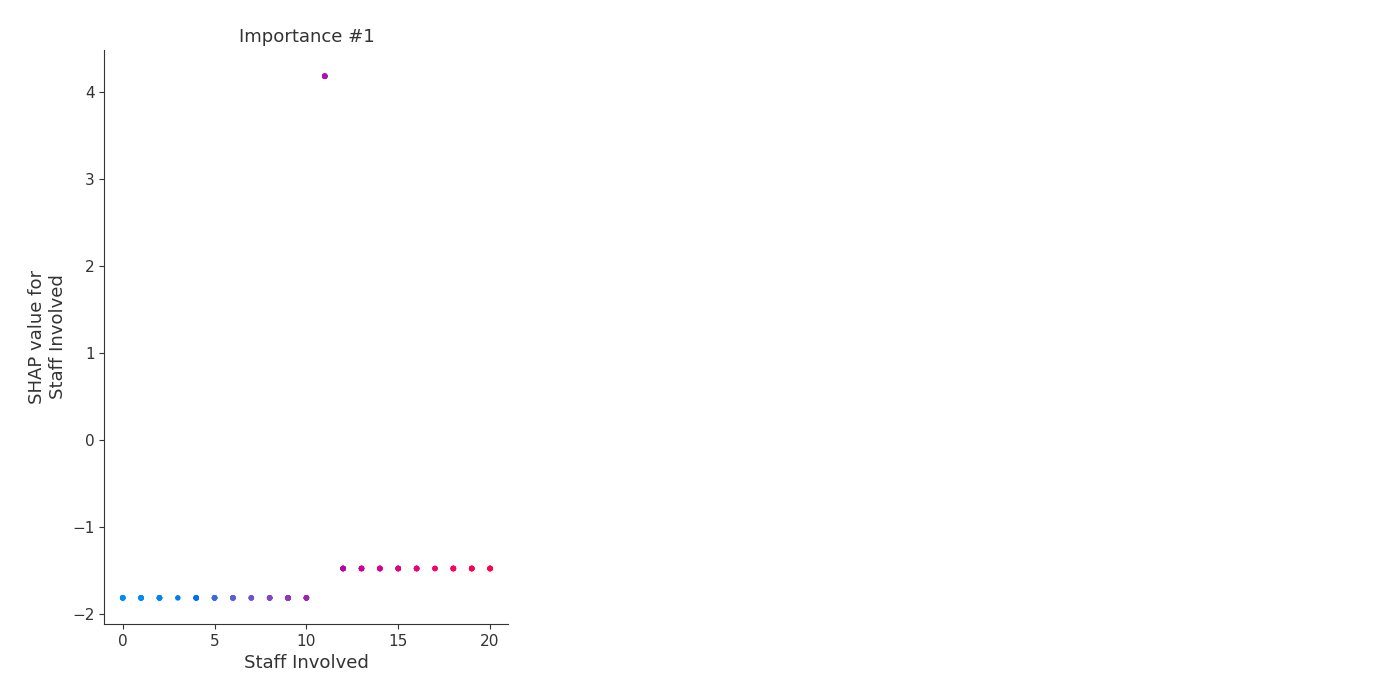 Importance #1
SHAP value for
Staff Involved
4
3
2
1
0
−1
−2
0 5 10 15 20
Staff Involved